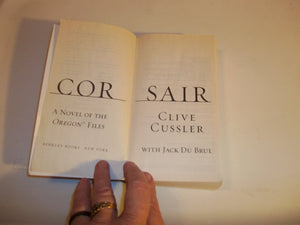 COR SAIR
A NOVEL OF THE
OREGON® FILES
BERKLEY BOOKS, NEW YORK
CLIVE
CUSSLER
WITH JACK DU BRUL